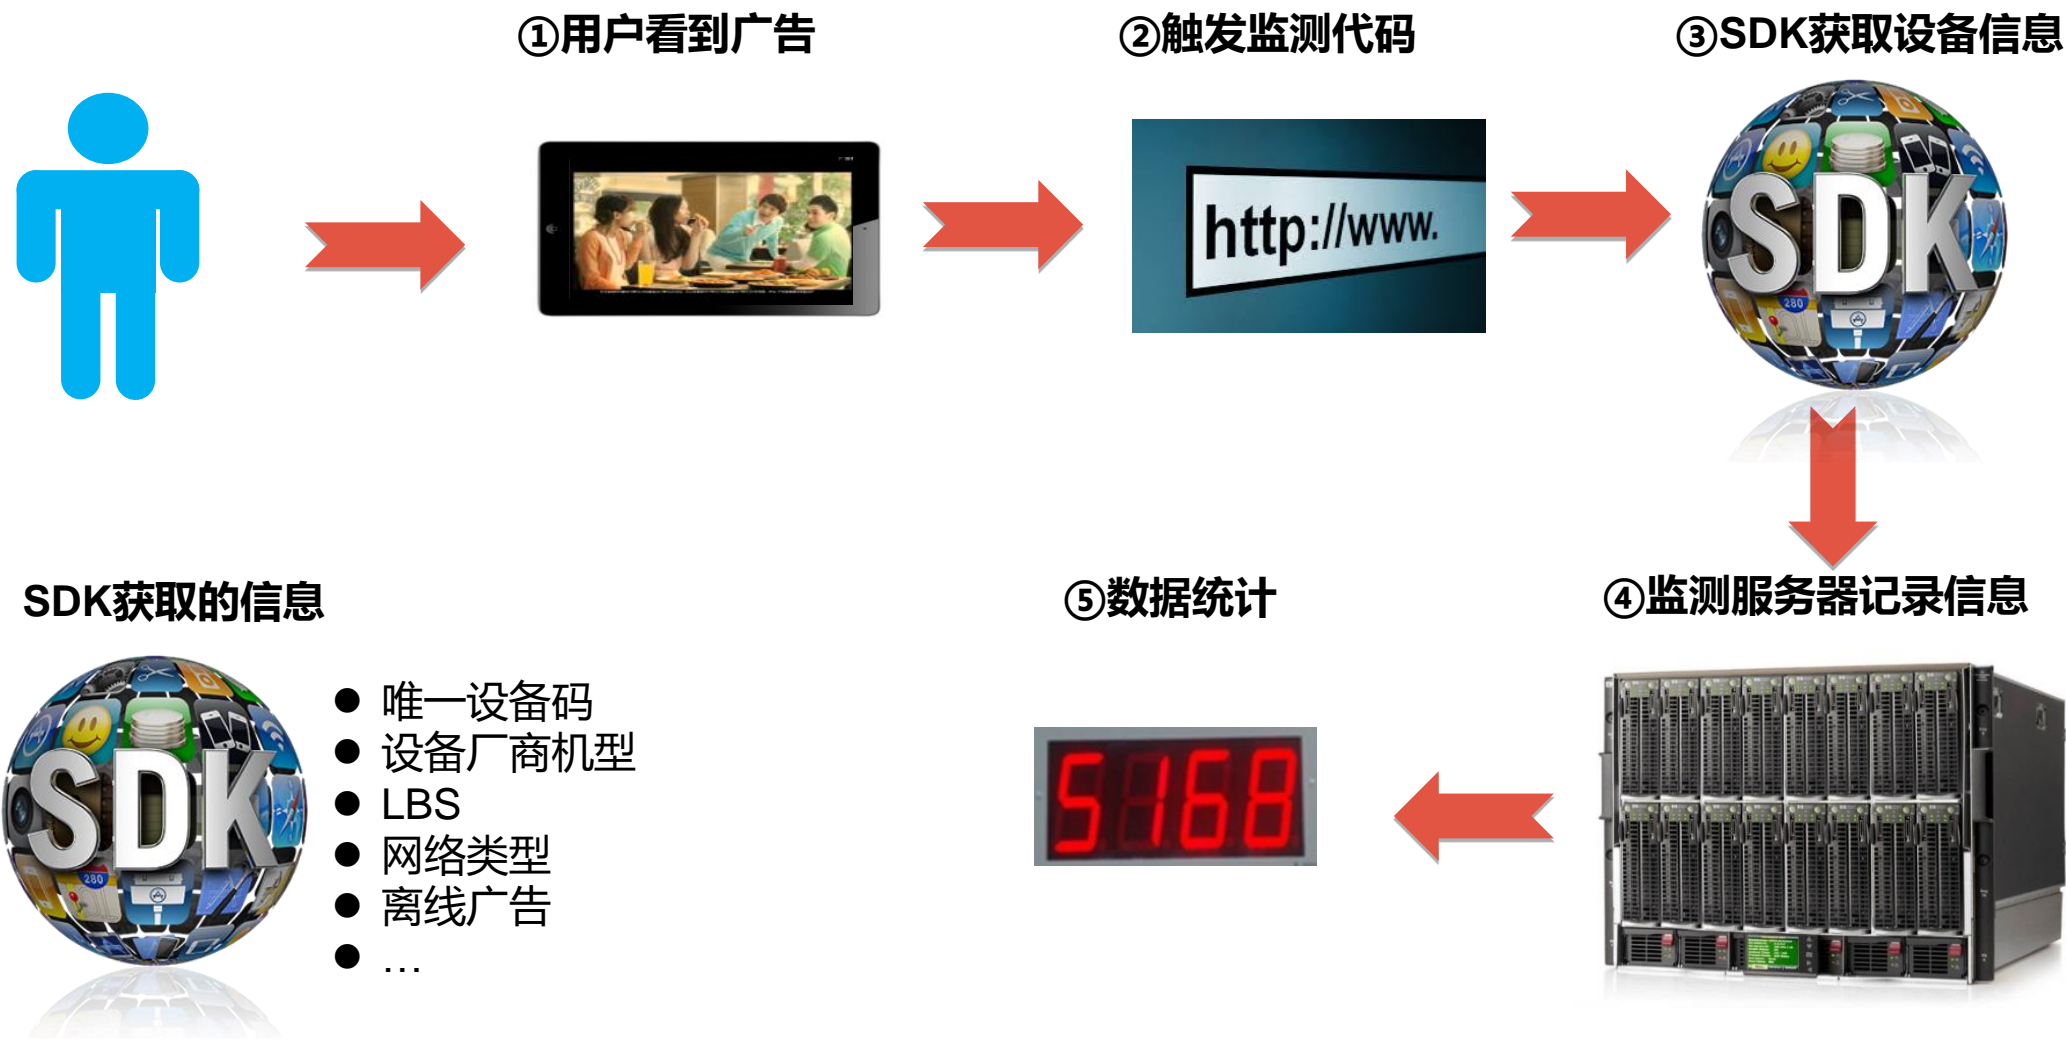 ①用户看到广告
②触发监测代码
③SDK获取设备信息
http://www.
SDK
280
SDK获取的信息
⑤数据统计
④监测服务器记录信息
SDK
280
● 唯一设备码
● 设备厂商机型
● LBS
● 网络类型
● 离线广告
● …
5168